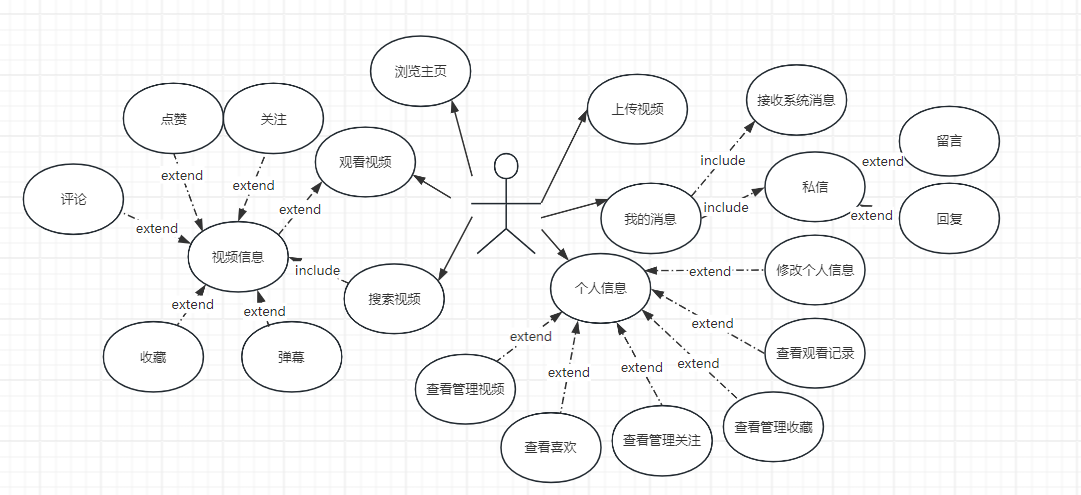 浏览主页
点赞
关注
观看视频
上传视频
接收系统消息
留言
私信
评论
我的消息
回复
视频信息
搜索视频
个人信息
修改个人信息
收藏
弹幕
查看观看记录
查看管理视频
查看喜欢
查看管理关注
查看管理收藏
extend
extend
extend
extend
include
extend
extend
include
include
extend
extend
extend
extend
extend
extend
extend
extend